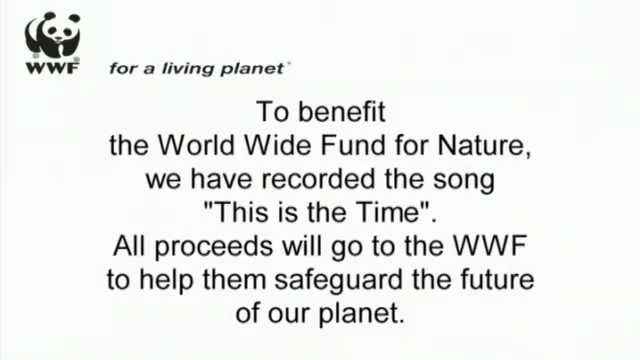 WWF
for a living planet
To benefit
the World Wide Fund for Nature,
we have recorded the song
"This is the Time".
All proceeds will go to the WWF
to help them safeguard the future
of our planet.